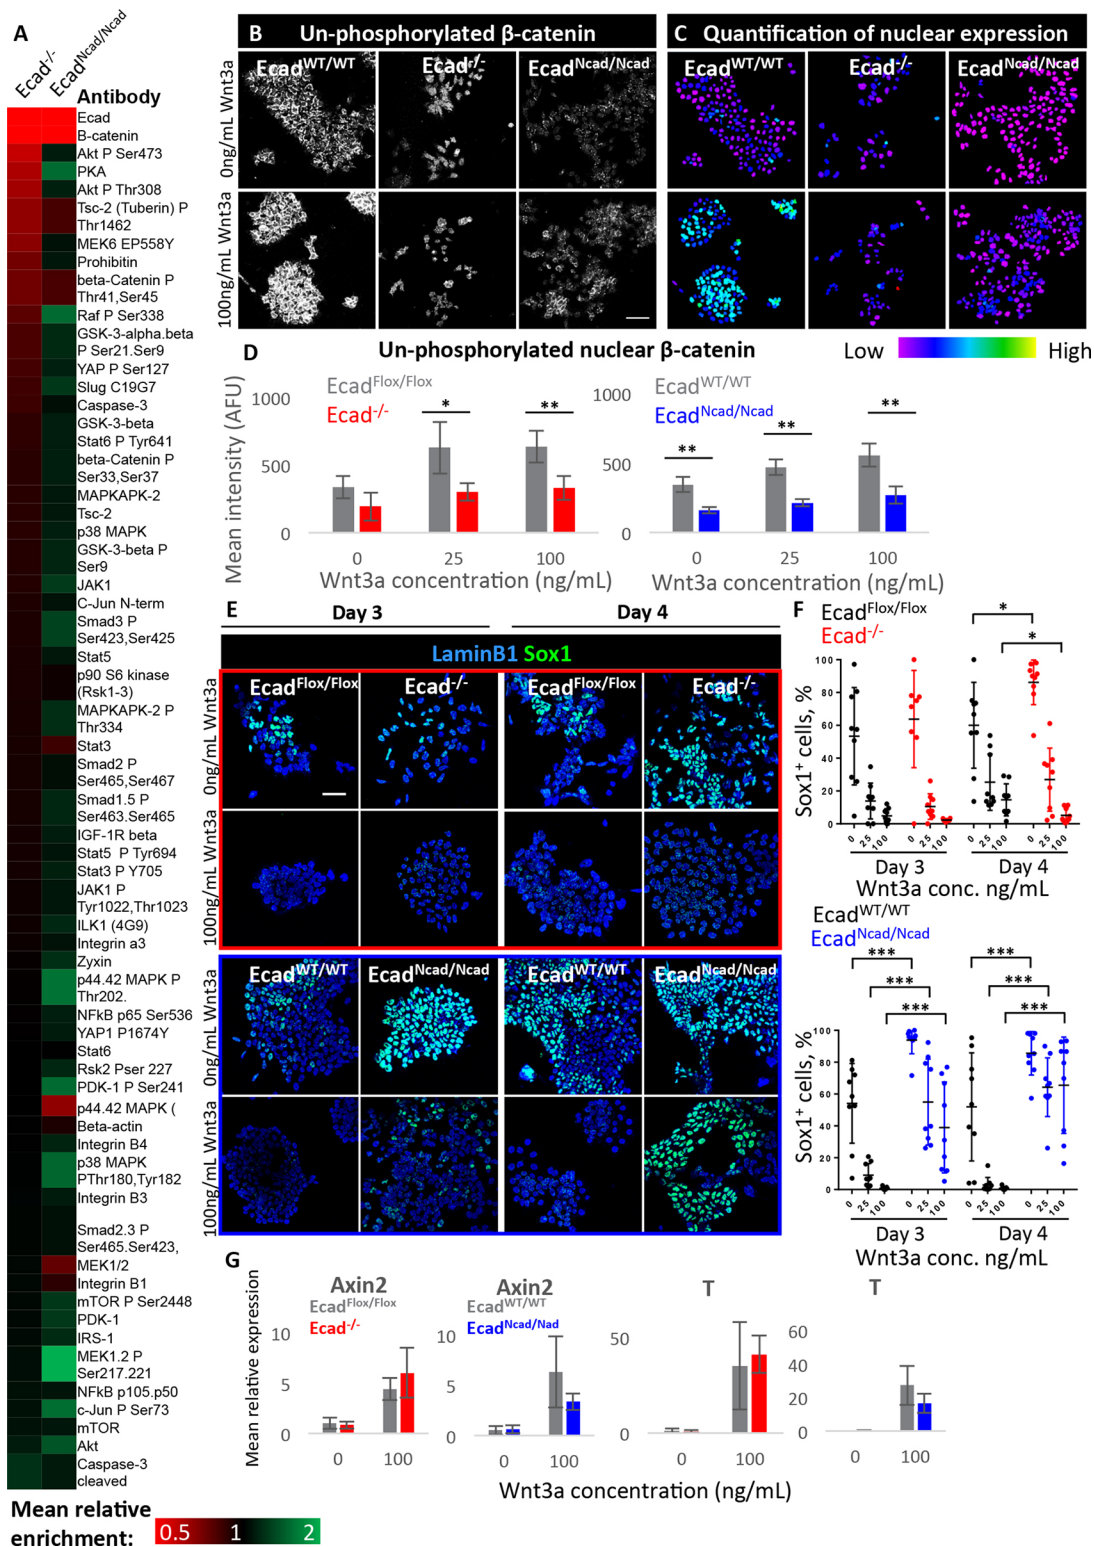 A
Ecad-/-
EcadNcad/Ncad
Antibody
Ecad
B-catenin
Akt P Ser473
PKA
Akt P Thr308
Tsc-2 (Tuberin) P
Thr1462
MEK6 EP558Y
Prohibitin
beta-Catenin P
Thr41,Ser45
Raf P Ser338
GSK-3-alpha.beta
P Ser21.Ser9
YAP P Ser127
Slug C19G7
Caspase-3
GSK-3-beta
Stat6 P Tyr641
beta-Catenin P
Ser33,Ser37
MAPKAPK-2
Tsc-2
p38 MAPK
GSK-3-beta P
Ser9
JAK1
C-Jun N-term
Smad3 P
Ser423,Ser425
Stat5
p90 S6 kinase
(Rsk1-3)
MAPKAPK-2 P
Thr334
Stat3
Smad2 P
Ser465,Ser467
Smad1.5 P
Ser463.Ser465
IGF-1R beta
Stat5 P Tyr694
Stat3 P Y705
JAK1 P
Tyr1022,Thr1023
ILK1 (4G9)
Integrin a3
Zyxin
p44.42 MAPK P
Thr202.
NFkB p65 Ser536
YAP1 P1674Y
Stat6
Rsk2 Pser 227
PDK-1 P Ser241
p44.42 MAPK (
Beta-actin
Integrin B4
p38 MAPK
PThr180,Tyr182
Integrin B3
Smad2.3 P
Ser465.Ser423,
MEK1/2
Integrin B1
mTOR P Ser2448
PDK-1
IRS-1
MEK1.2 P
Ser217.221
NFkB p105.p50
c-Jun P Ser73
mTOR
Akt
Caspase-3
cleaved
Mean relative
enrichment:
0.5 1 2
B Un-phosphorylated β-catenin
EcadWT/WT Ecad-/- EcadNcad/Ncad
0ng/mL Wnt3a
100ng/mL Wnt3a
C Quantification of nuclear expression
EcadWT/WT Ecad-/- EcadNcad/Ncad
Low High
D Un-phosphorylated nuclear β-catenin
Mean intensity (AFU)
EcadFlox/Flox
Ecad-/-
1000
500
0
* **
0 25 100
Wnt3a concentration (ng/mL)
EcadWT/WT
EcadNcad/Ncad
1000
500
0
** ** **
0 25 100
Wnt3a concentration (ng/mL)
E Day 3 Day 4
LaminB1 Sox1
EcadFlox/Flox Ecad-/- EcadFlox/Flox Ecad-/-
0ng/mL Wnt3a
100ng/mL Wnt3a
EcadWT/WT EcadNcad/Ncad EcadWT/WT EcadNcad/Ncad
0ng/mL Wnt3a
100ng/mL Wnt3a
F
EcadFlox/Flox
Ecad-/-
* *
Sox1+ cells, %
100
80
60
40
20
0
0 25 100 0 25 100 0 25 100 0 25 100
Day 3 Day 4
Wnt3a conc. ng/mL
EcadWT/WT
EcadNcad/Ncad
*** ***
*** ***
*** ***
Sox1+ cells, %
100
80
60
40
20
0
0 25 100 0 25 100 0 25 100 0 25 100
Day 3 Day 4
Wnt3a conc. ng/mL
G
Mean relative expression
Axin2
EcadFlox/Flox
Ecad-/-
10
5
0
0 100
Axin2
EcadWT/WT
EcadNcad/Nad
10
5
0
0 100
T
50
0
0 100
T
60
40
20
0
0 100
Wnt3a concentration (ng/mL)